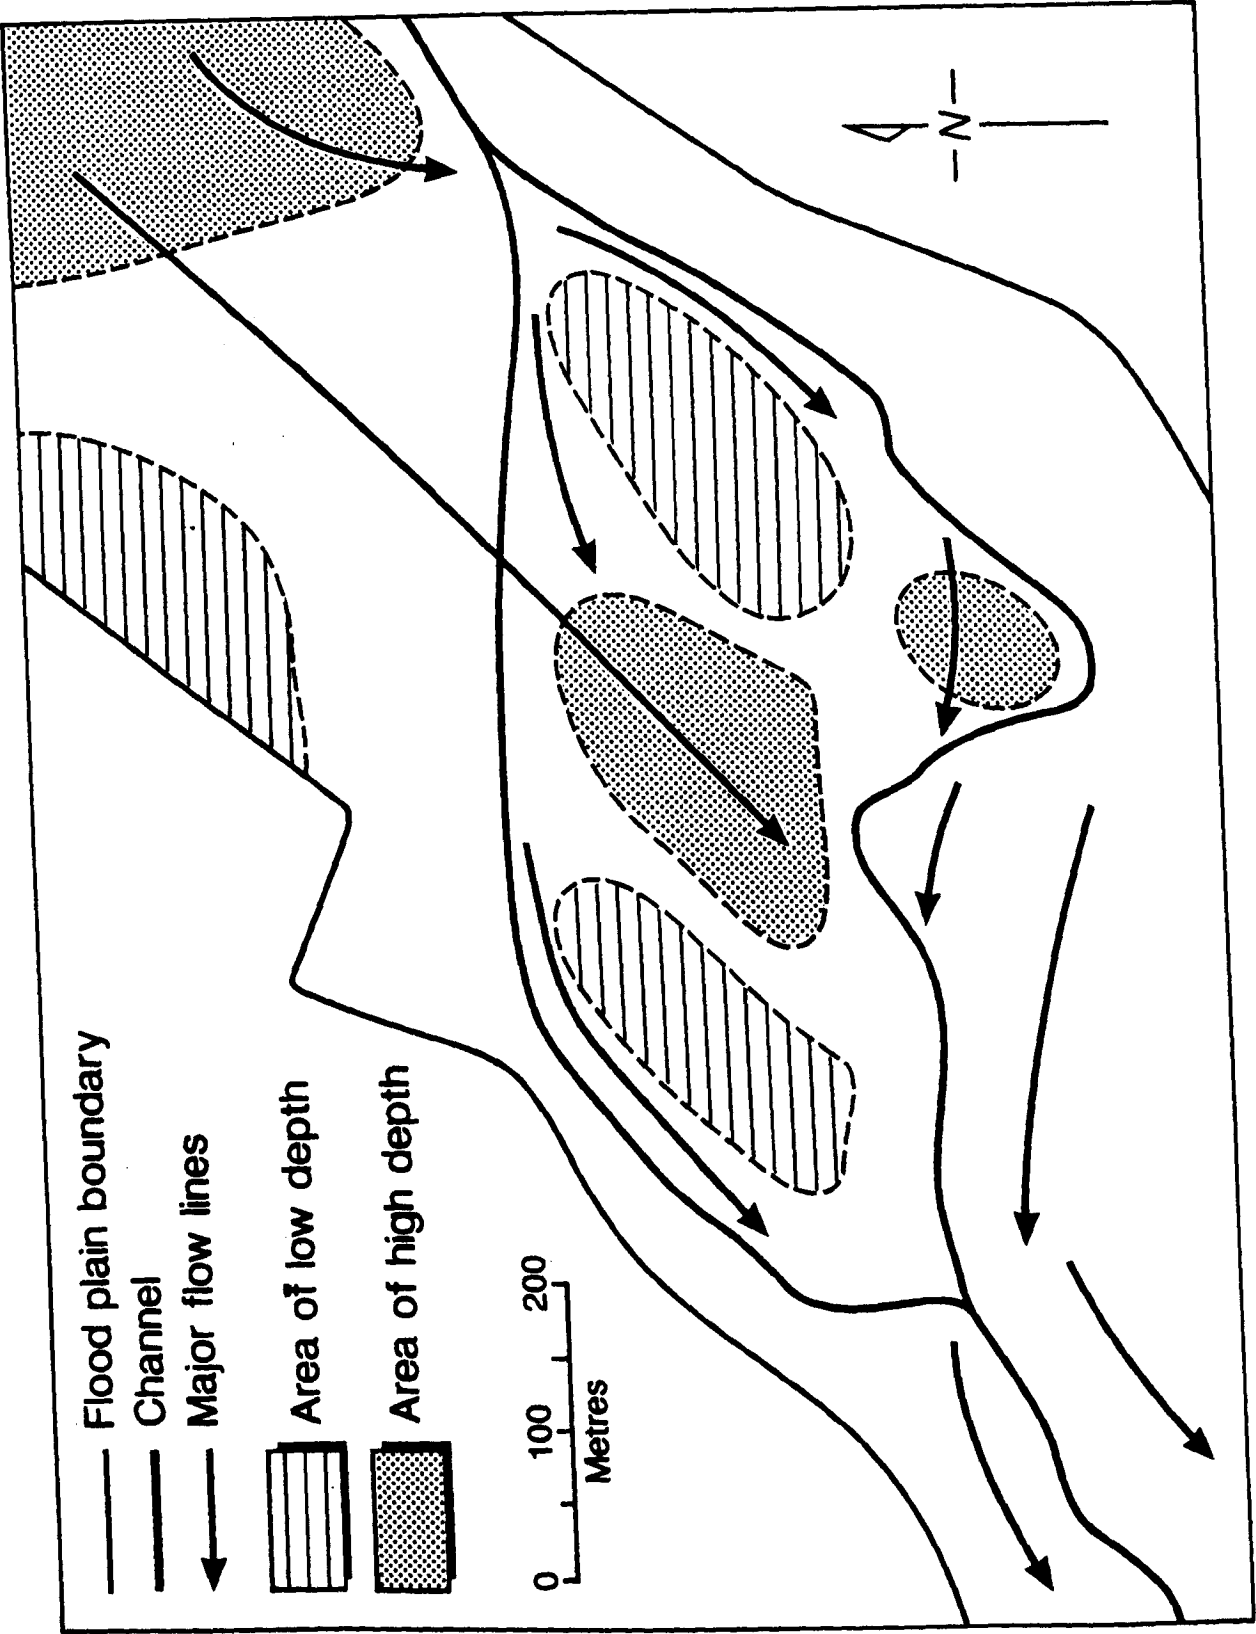 Flood plain boundary
Channel
Major flow lines
Area of low depth
Area of high depth
0 100 200
Metres
N